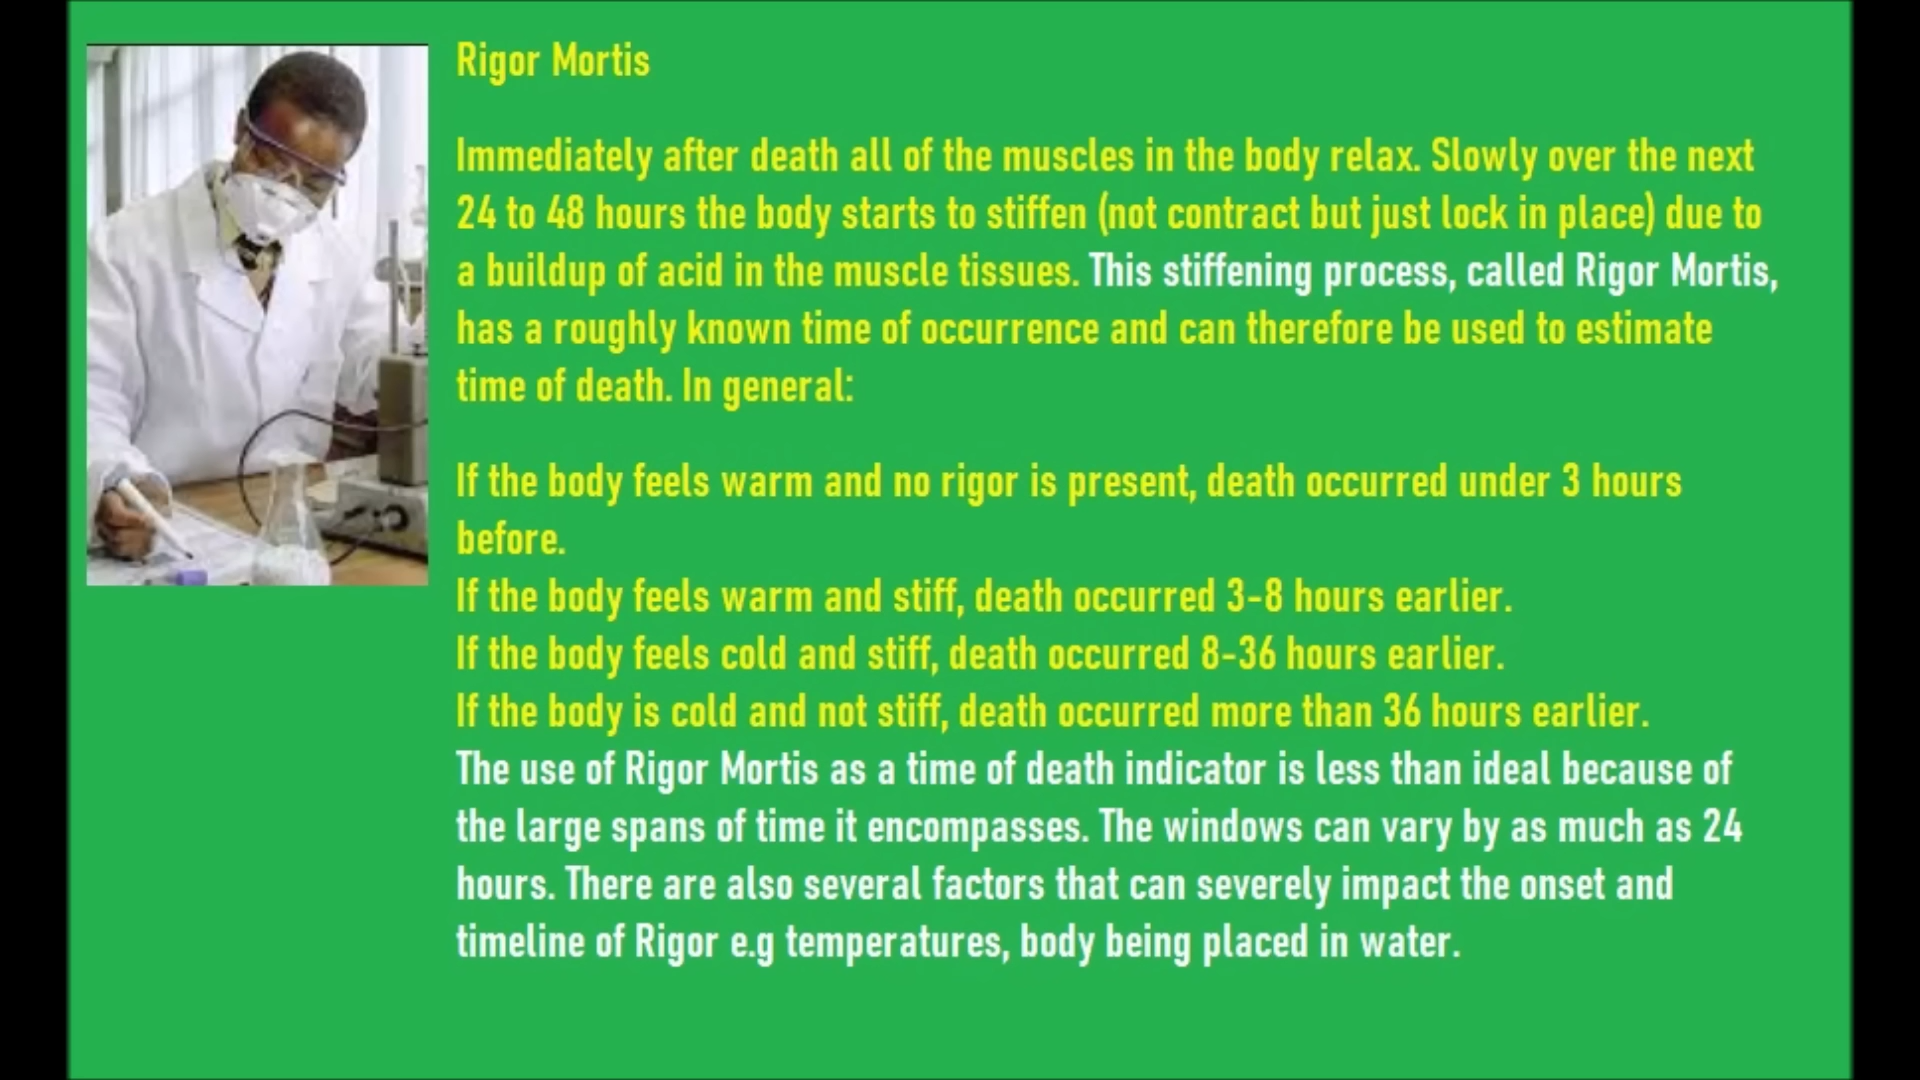 Rigor Mortis
Immediately after death all of the muscles in the body relax. Slowly over the next
24 to 48 hours the body starts to stiffen (not contract but just lock in place) due to
a buildup of acid in the muscle tissues. This stiffening process, called Rigor Mortis,
has a roughly known time of occurrence and can therefore be used to estimate
time of death. In general:
If the body feels warm and no rigor is present, death occurred under 3 hours
before.
If the body feels warm and stiff, death occurred 3-8 hours earlier.
If the body feels cold and stiff, death occurred 8-36 hours earlier.
If the body is cold and not stiff, death occurred more than 36 hours earlier.
The use of Rigor Mortis as a time of death indicator is less than ideal because of
the large spans of time it encompasses. The windows can vary by as much as 24
hours. There are also several factors that can severely impact the onset and
timeline of Rigor e.g temperatures, body being placed in water.